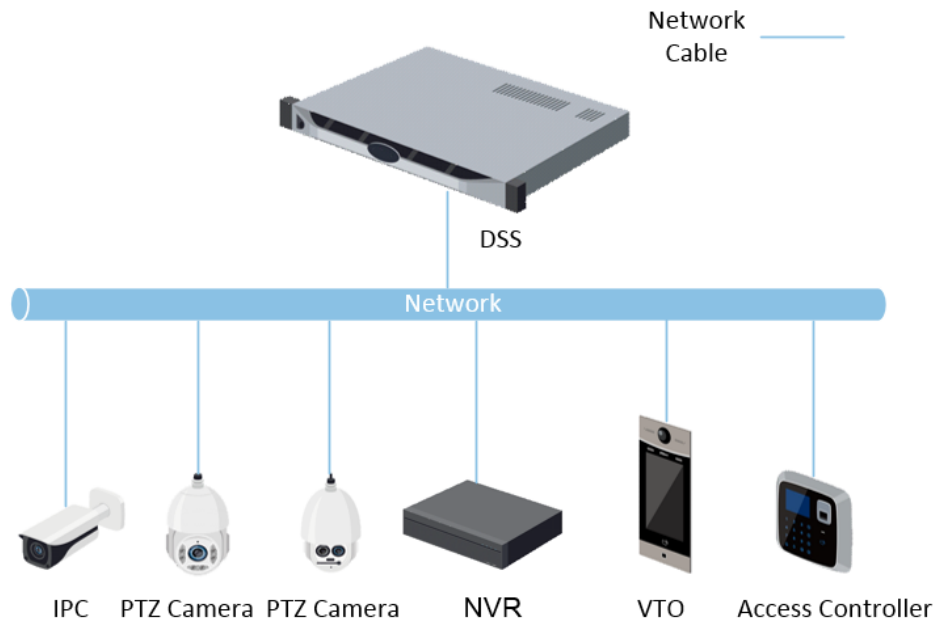 Network
Cable
DSS
Network
IPC
PTZ Camera
PTZ Camera
NVR
VTO
Access Controller